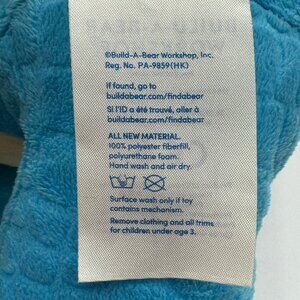 ©Build-A-Bear Workshop, Inc.
Reg. No. PA-9859(HK)
If found, go to
buildabear.com/findabear
Si l'ID a été trouvé, aller à
buildabear.com/findabear
ALL NEW MATERIAL.
100% polyester fiberfill,
polyurethane foam.
Hand wash and air dry.
Surface wash only if toy
contains mechanism.
Remove clothing and all trims
for children under age 3.